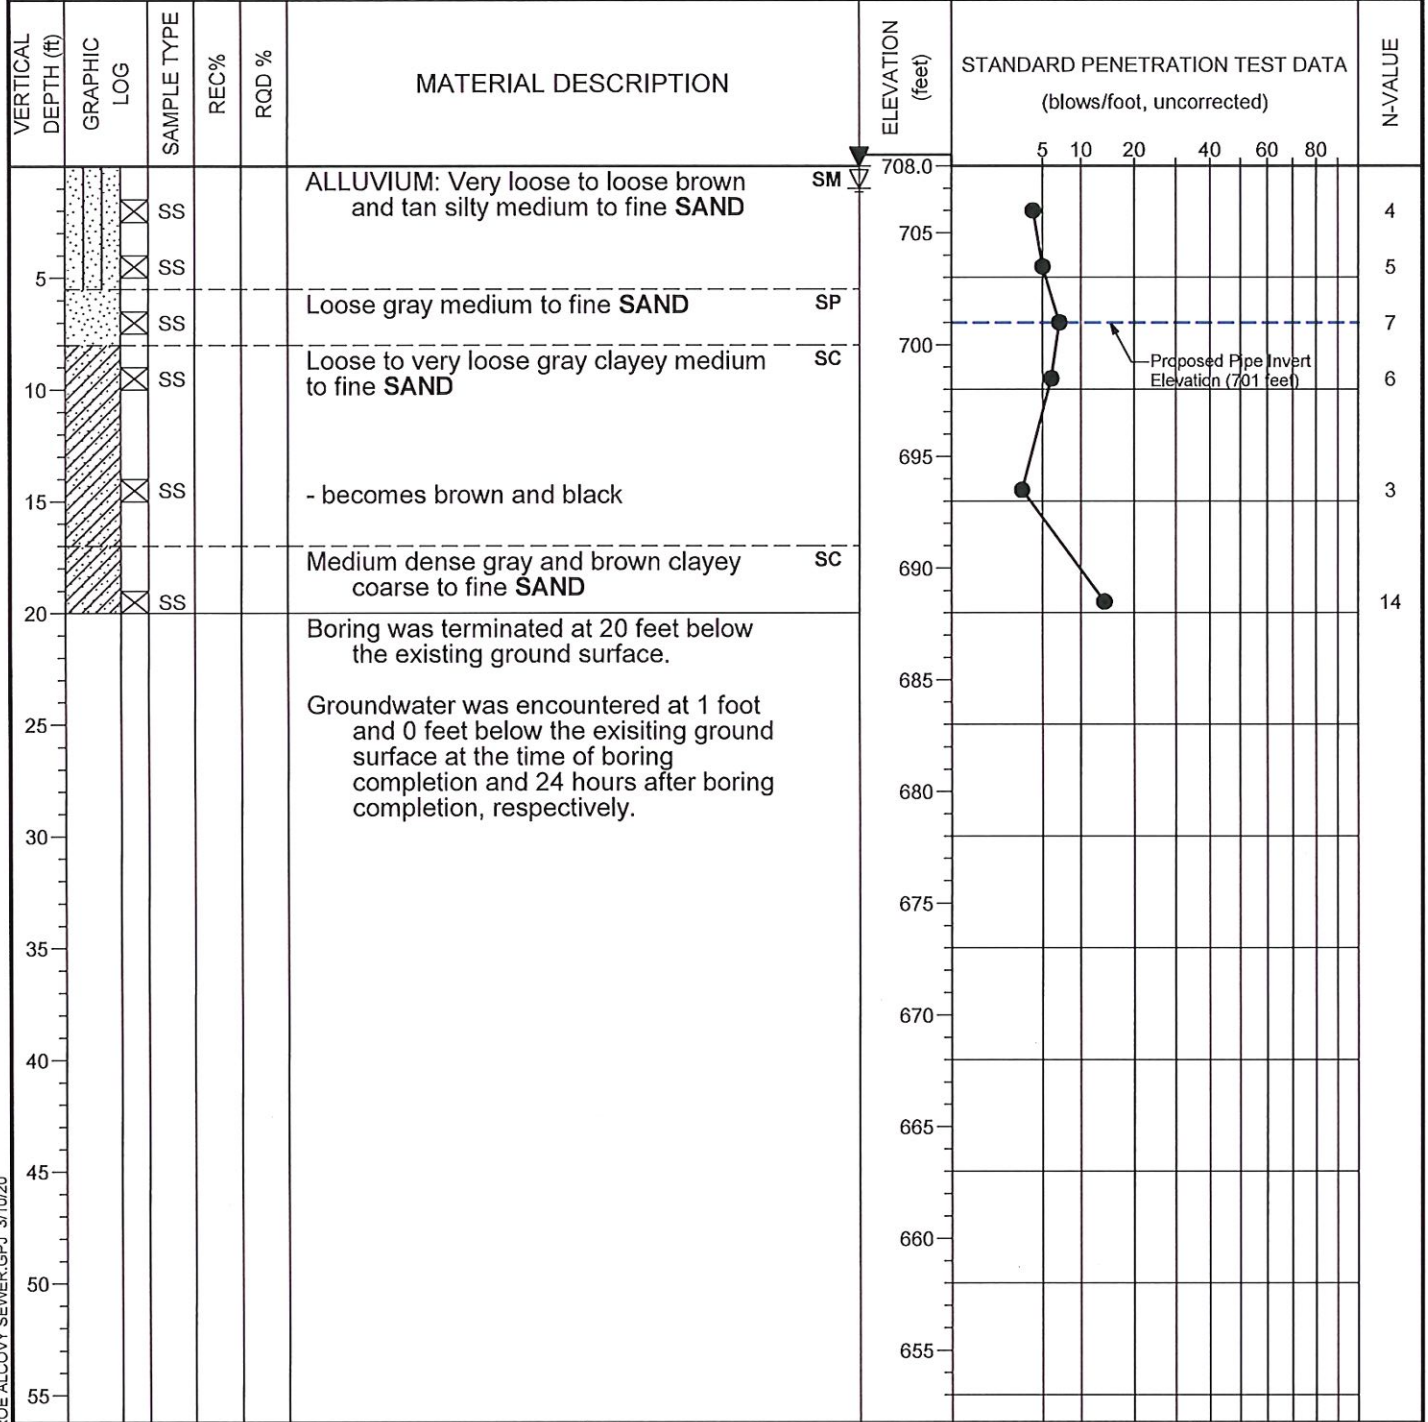 VERTICAL
DEPTH (ft)
GRAPHIC
LOG
SAMPLE TYPE
REC%
RQD %
MATERIAL DESCRIPTION
ELEVATION
(feet)
STANDARD PENETRATION TEST DATA
(blows/foot, uncorrected)
N-VALUE
5 10 20 40 60 80
708.0
ALLUVIUM: Very loose to loose brown SM
and tan silty medium to fine SAND
SS 4
705
SS 5
5
Loose gray medium to fine SAND SP
SS 7
700
Loose to very loose gray clayey medium SC
to fine SAND
Proposed Pipe Invert
Elevation (701 feet)
SS 6
10
695
SS - becomes brown and black 3
15
Medium dense gray and brown clayey SC
coarse to fine SAND
690
SS 14
20
Boring was terminated at 20 feet below
the existing ground surface.
685
Groundwater was encountered at 1 foot
and 0 feet below the exisiting ground
surface at the time of boring
completion and 24 hours after boring
completion, respectively.
25
680
30
675
35
670
40
665
45
660
50
655
55
ALCOVY SEWER.GPJ 3/10/20